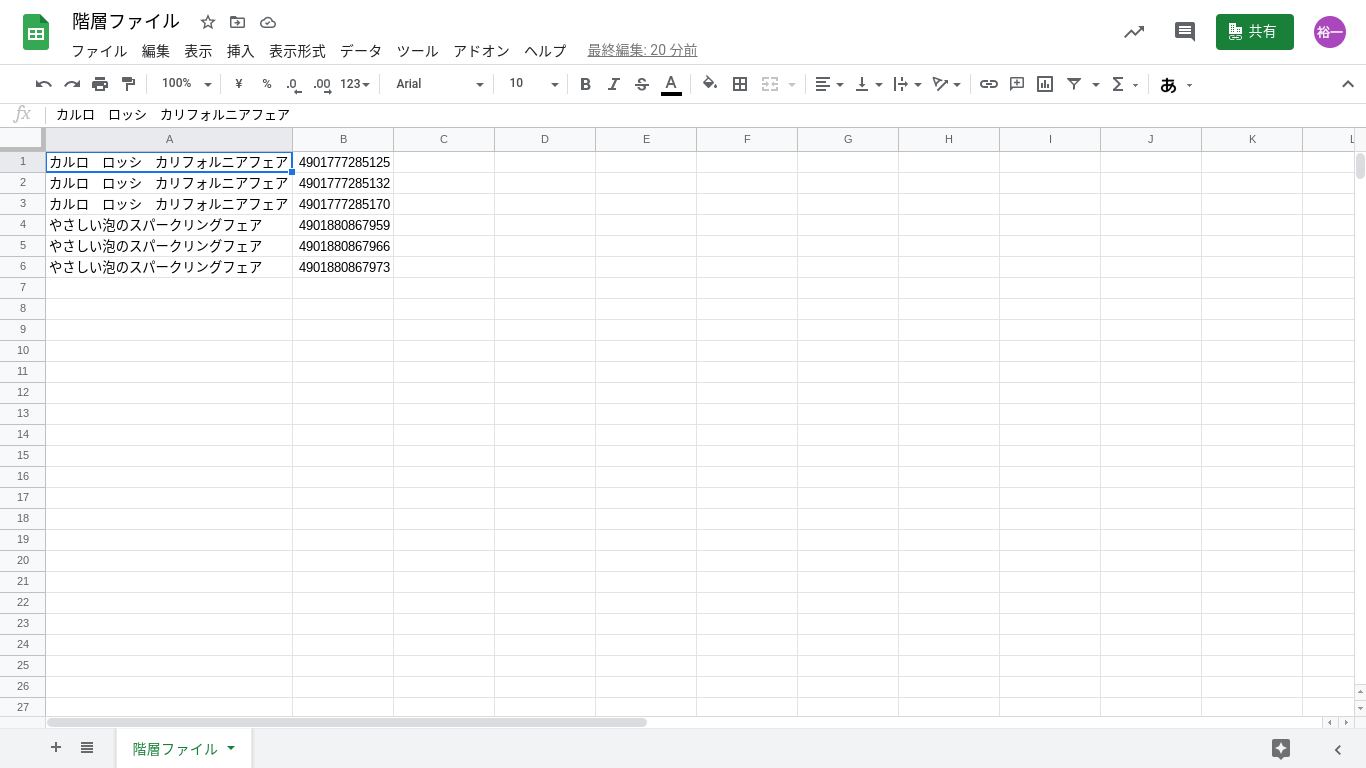 階層ファイル
ファイル 編集 表示 挿入 表示形式 データ ツール アドオン ヘルプ 最終編集: 20 分前
共有
裕一
100% ¥ % .0 .00 123 Arial 10 B I S A あ
fx カルロ　ロッシ　カリフォルニアフェア
A B C D E F G H I J K L
1 カルロ　ロッシ　カリフォルニアフェア 4901777285125
2 カルロ　ロッシ　カリフォルニアフェア 4901777285132
3 カルロ　ロッシ　カリフォルニアフェア 4901777285170
4 やさしい泡のスパークリングフェア 4901880867959
5 やさしい泡のスパークリングフェア 4901880867966
6 やさしい泡のスパークリングフェア 4901880867973
7
8
9
10
11
12
13
14
15
16
17
18
19
20
21
22
23
24
25
26
27
階層ファイル